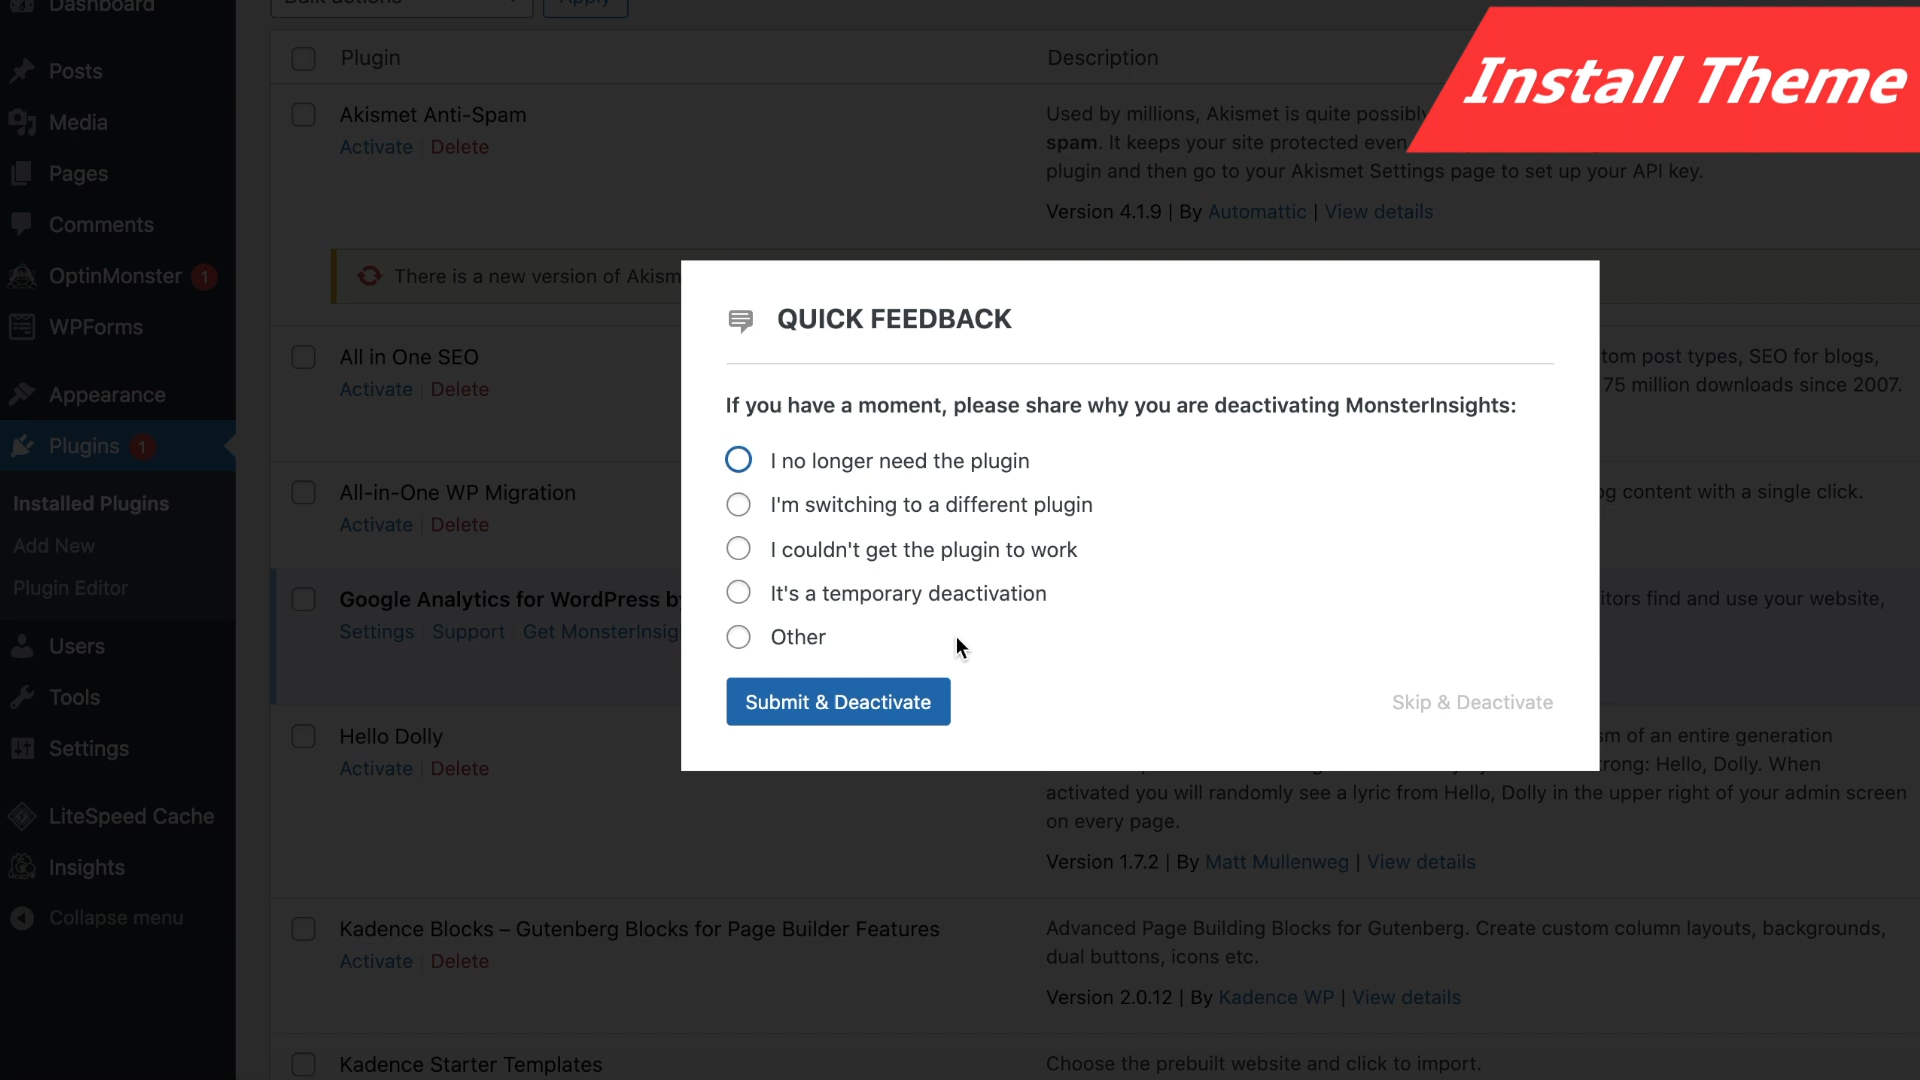 Dashboard
Bulk actions
Apply
Install Theme
Posts
Media
Pages
Comments
OptinMonster 1
WPForms
Appearance
Plugins 1
Installed Plugins
Add New
Plugin Editor
Users
Tools
Settings
LiteSpeed Cache
Insights
Collapse menu
Plugin
Description
Akismet Anti-Spam
Activate | Delete
Used by millions, Akismet is quite possibly
spam. It keeps your site protected even
plugin and then go to your Akismet Settings page to set up your API key.
Version 4.1.9 | By Automattic | View details
There is a new version of Akism
All in One SEO
Activate | Delete
tom post types, SEO for blogs,
75 million downloads since 2007.
All-in-One WP Migration
Activate | Delete
og content with a single click.
Google Analytics for WordPress by
Settings | Support | Get MonsterInsig
itors find and use your website,
QUICK FEEDBACK
If you have a moment, please share why you are deactivating MonsterInsights:
I no longer need the plugin
I'm switching to a different plugin
I couldn't get the plugin to work
It's a temporary deactivation
Other
Submit & Deactivate
Skip & Deactivate
Hello Dolly
Activate | Delete
sm of an entire generation
trong: Hello, Dolly. When
activated you will randomly see a lyric from Hello, Dolly in the upper right of your admin screen
on every page.
Version 1.7.2 | By Matt Mullenweg | View details
Kadence Blocks – Gutenberg Blocks for Page Builder Features
Activate | Delete
Advanced Page Building Blocks for Gutenberg. Create custom column layouts, backgrounds,
dual buttons, icons etc.
Version 2.0.12 | By Kadence WP | View details
Kadence Starter Templates
Choose the prebuilt website and click to import.